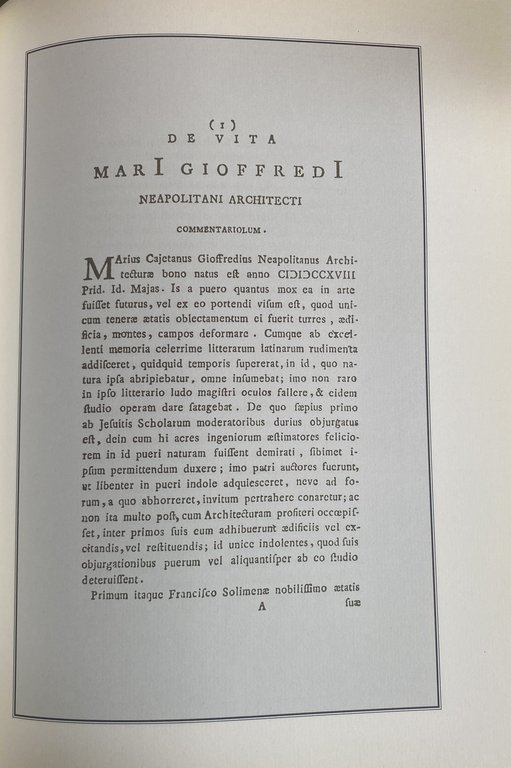 (1)
DE VITA
MARI GIOFFREDI
NEAPOLITANI ARCHITECTI
COMMENTARIOLUM.
MArius Cajetanus Gioffredius Neapolitanus Archi-
tecturæ bono natus eſt anno CIƆIƆCCXVIII
Prid. Id. Majas. Is a puero quantus mox ea in arte
fuiſſet futurus, vel ex eo portendi viſum eſt, quod uni-
cum teneræ ætatis oblectamentum ei fuerit turres, ædi-
ficia, montes, campos deformare. Cumque ab excel-
lenti memoria celerrime litterarum latinarum rudimenta
addiſceret, quidquid temporis ſupererat, in id, quo na-
tura ipſa abripiebatur, omne inſumebat; imo non raro
in ipſo litterario ludo magiſtri oculos fallere, & eidem
ſtudio operam dare ſatagebat. De quo ſæpius primo
ab Jeſuitis Scholarum moderatoribus durius objurgatus
eſt, dein cum hi acres ingeniorum æſtimatores felicio-
rem in id pueri naturam fuiſſent demirati, ſibimet i-
pſum permittendum duxere; imo patri auctores fuerunt,
ut libenter in pueri indole adquieſceret, neve ad fo-
rum, a quo abhorreret, invitum pertrahere conaretur; ac
non ita multo poſt, cum Architecturam profiteri occœpiſ-
ſet, inter primos ſuis eum adhibuerunt ædificiis vel ex-
citandis, vel reſtituendis; id unice indolentes, quod ſuis
objurgationibus puerum vel aliquantiſper ab eo ſtudio
deteruiſſent.
Primum itaque Franciſco Solimenæ nobiliſſimo ætatis
A ſuæ